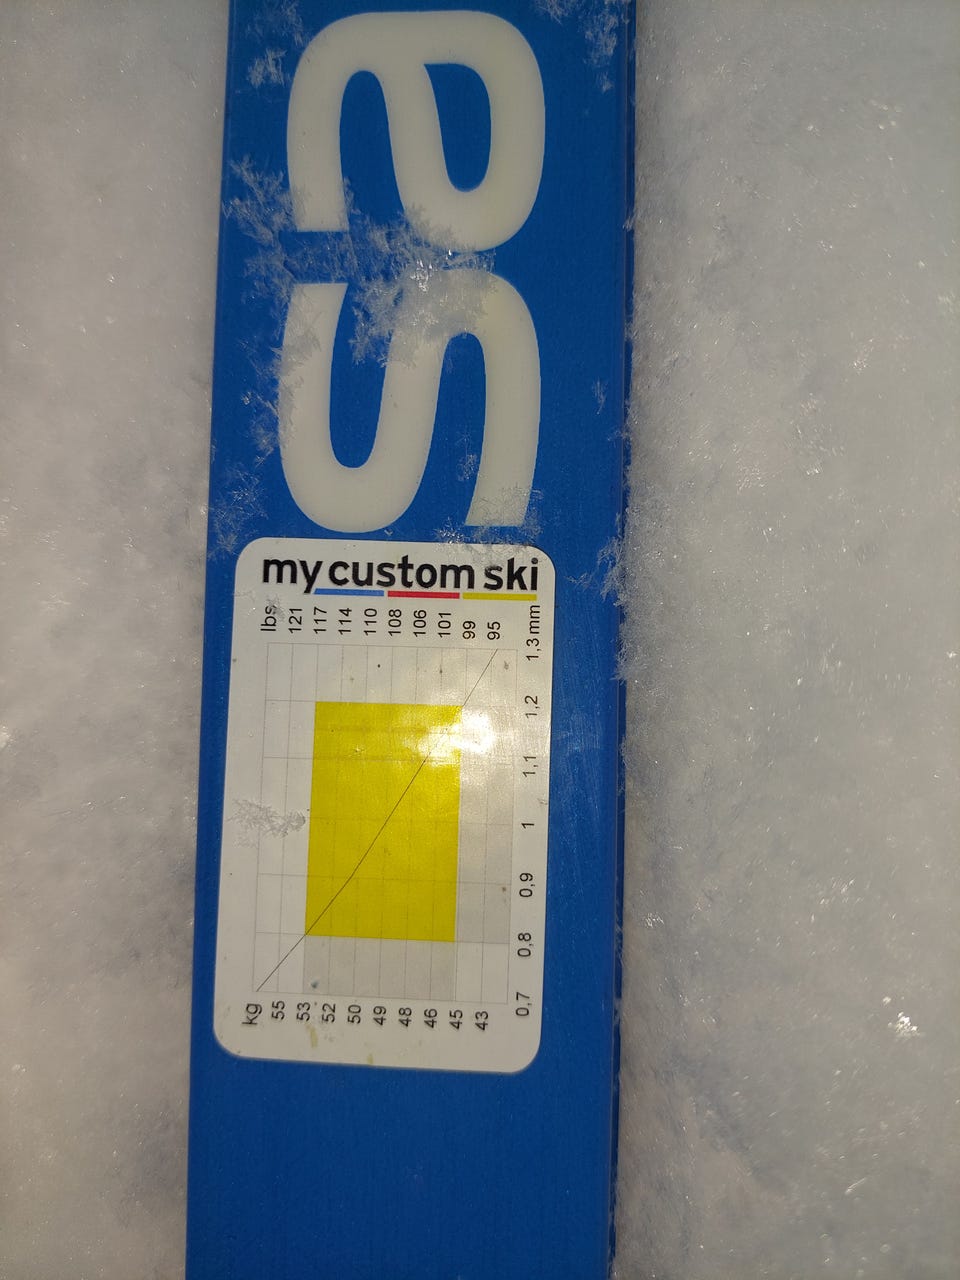 sa
my custom ski
lbs 121 117 114 110 108 106 101 99 95
1,3 mm
1,2
1,1
1
0,9
0,8
0,7
kg 55 53 52 50 49 48 46 45 43